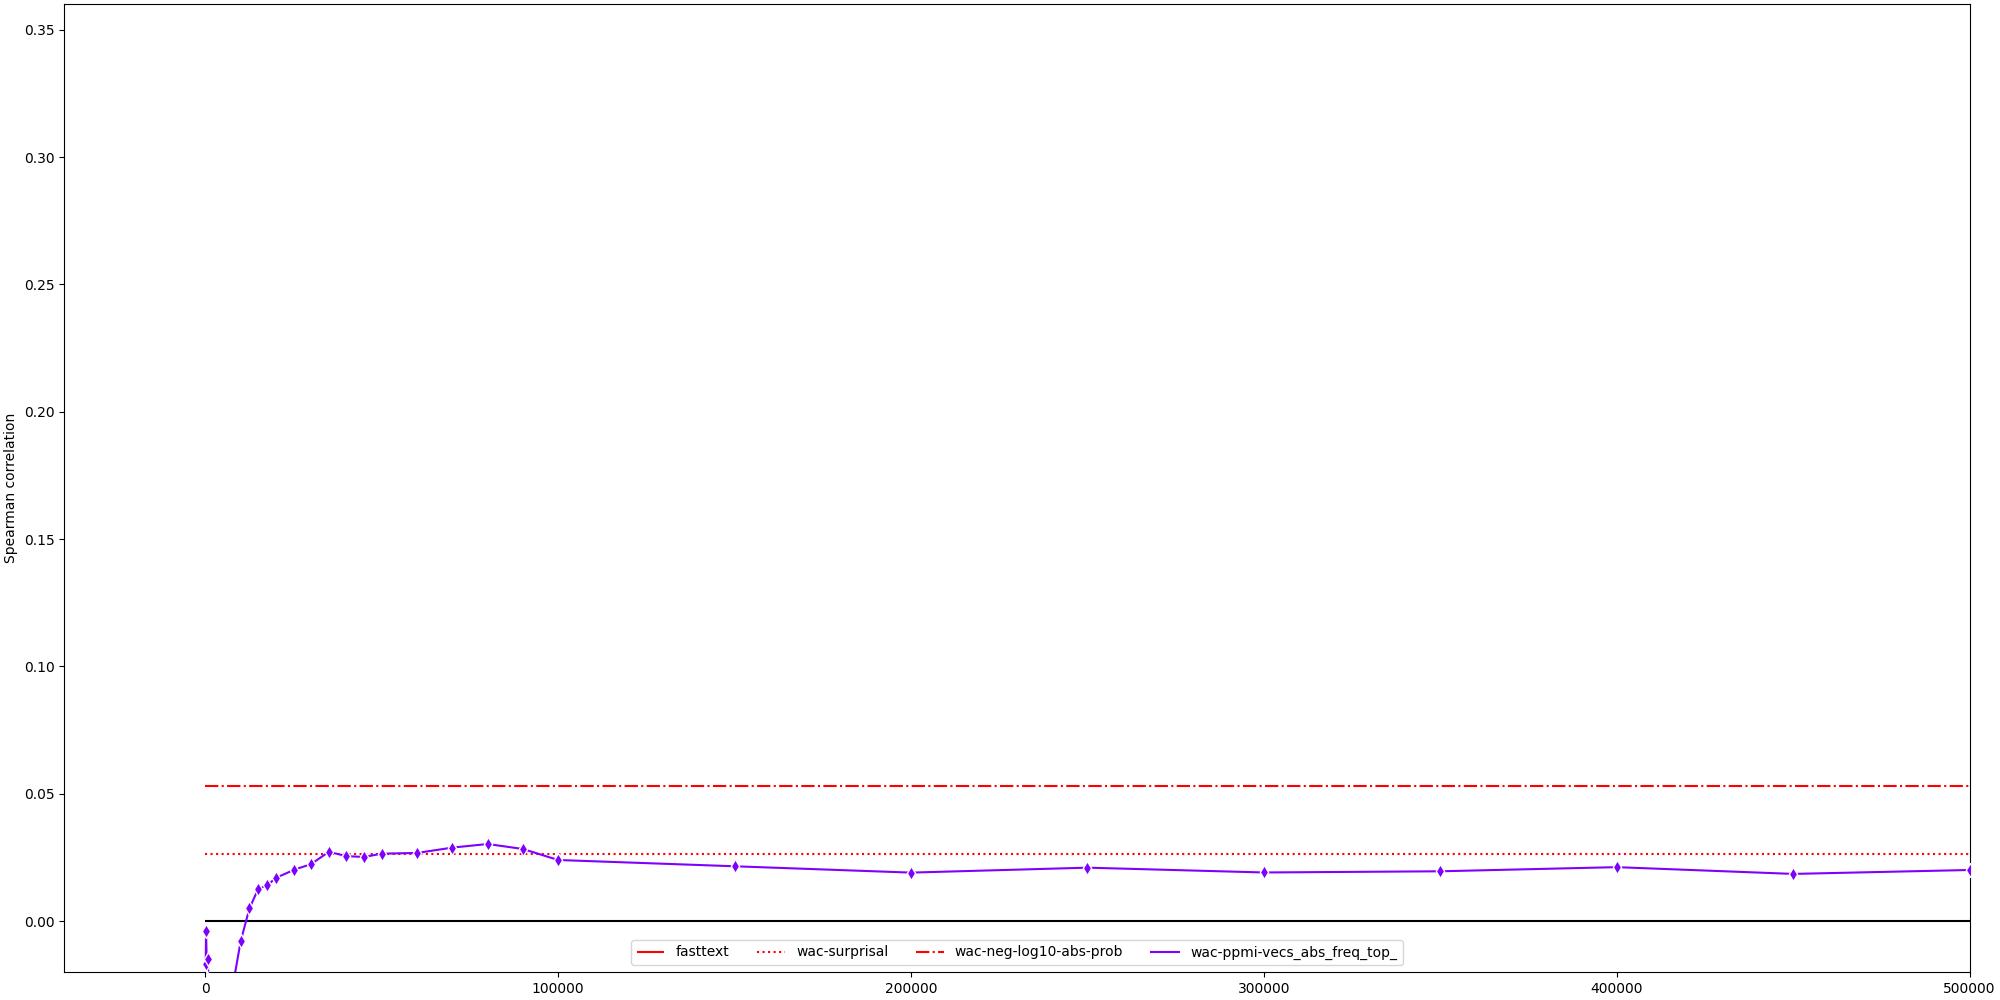 0.35
0.30
0.25
0.20
0.15
0.10
0.05
0.00
Spearman correlation
fasttext wac-surprisal wac-neg-log10-abs-prob wac-ppmi-vecs_abs_freq_top_
0 100000 200000 300000 400000 500000